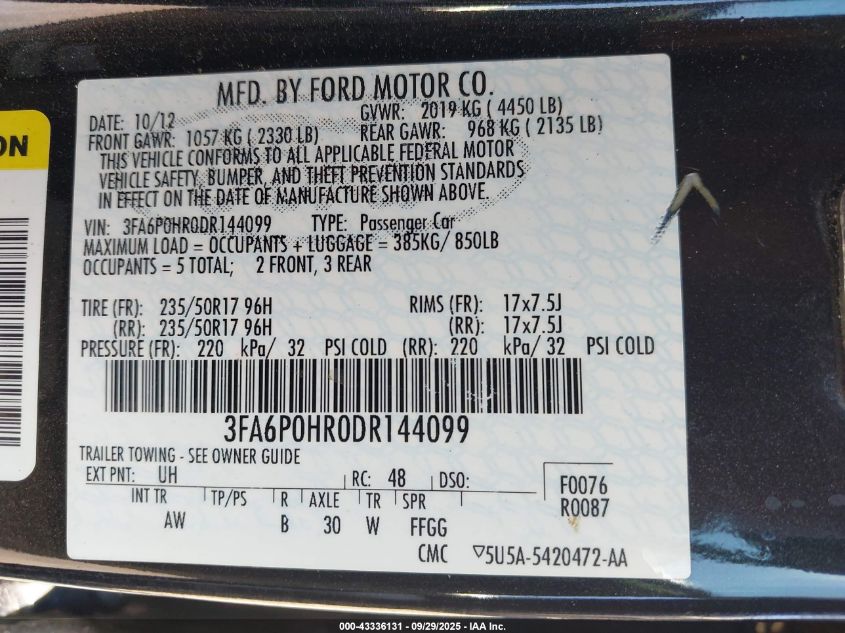 MFD. BY FORD MOTOR CO.
DATE: 10/12 GVWR: 2019 KG ( 4450 LB)
FRONT GAWR: 1057 KG ( 2330 LB) REAR GAWR: 968 KG ( 2135 LB)
THIS VEHICLE CONFORMS TO ALL APPLICABLE FEDERAL MOTOR
VEHICLE SAFETY, BUMPER, AND THEFT PREVENTION STANDARDS
IN EFFECT ON THE DATE OF MANUFACTURE SHOWN ABOVE.
VIN: 3FA6P0HR0DR144099 TYPE: Passenger Car
MAXIMUM LOAD = OCCUPANTS + LUGGAGE = 385KG/ 850LB
OCCUPANTS = 5 TOTAL; 2 FRONT, 3 REAR
TIRE (FR): 235/50R17 96H RIMS (FR): 17x7.5J
(RR): 235/50R17 96H (RR): 17x7.5J
PRESSURE (FR): 220 kPa/ 32 PSI COLD (RR): 220 kPa/ 32 PSI COLD
3FA6P0HR0DR144099
TRAILER TOWING - SEE OWNER GUIDE
EXT PNT: UH RC: 48 DSO:
INT TR TP/PS R AXLE TR SPR
AW B 30 W FFGG
F0076
R0087
CMC ▽5U5A-5420472-AA
ON
000-43336131 - 09/29/2025 - IAA Inc.